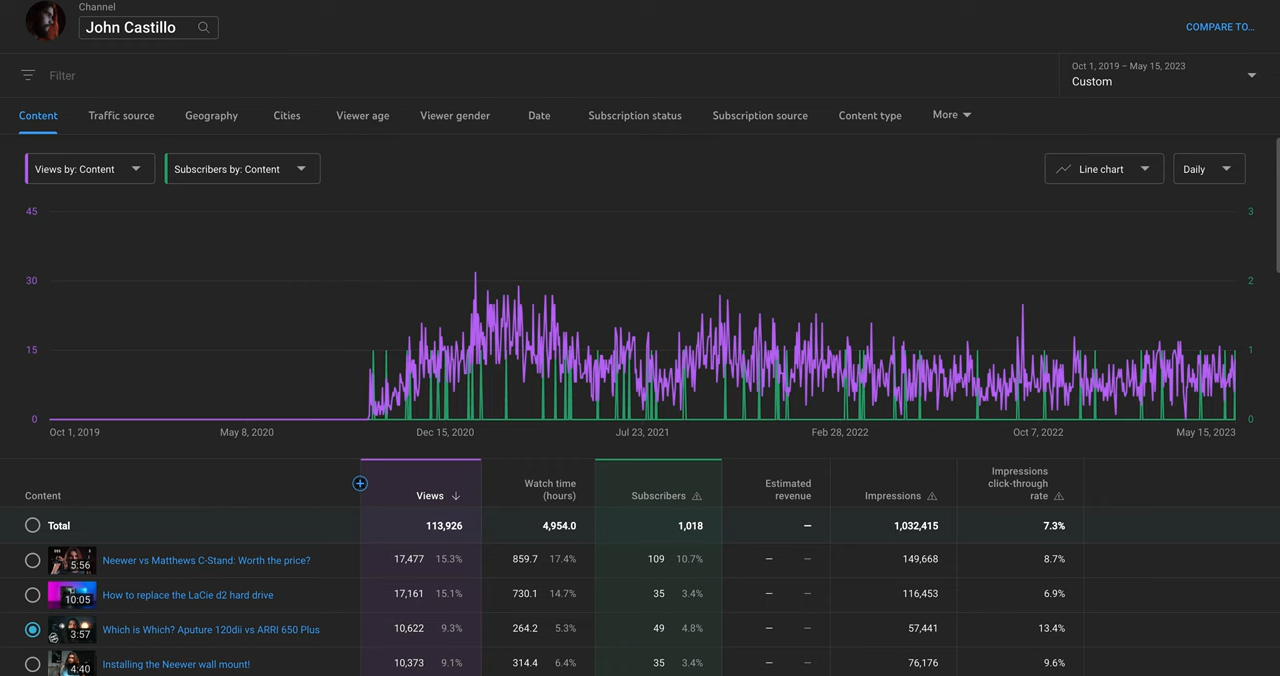 Channel
John Castillo
COMPARE TO...
Filter
Oct 1, 2019 – May 15, 2023
Custom
Content Traffic source Geography Cities Viewer age Viewer gender Date Subscription status Subscription source Content type More
Views by: Content Subscribers by: Content Line chart Daily
45 3
30 2
15 1
0 0
Oct 1, 2019 May 8, 2020 Dec 15, 2020 Jul 23, 2021 Feb 28, 2022 Oct 7, 2022 May 15, 2023
Content
Views
Watch time
(hours)
Subscribers
Estimated
revenue
Impressions
Impressions
click-through
rate
Total 113,926 4,954.0 1,018 — 1,032,415 7.3%
5:56 Neewer vs Matthews C-Stand: Worth the price? 17,477 15.3% 859.7 17.4% 109 10.7% — — 149,668 8.7%
10:05 How to replace the LaCie d2 hard drive 17,161 15.1% 730.1 14.7% 35 3.4% — — 116,453 6.9%
3:57 Which is Which? Aputure 120dii vs ARRI 650 Plus 10,622 9.3% 264.2 5.3% 49 4.8% — — 57,441 13.4%
4:40 Installing the Neewer wall mount! 10,373 9.1% 314.4 6.4% 35 3.4% — — 76,176 9.6%